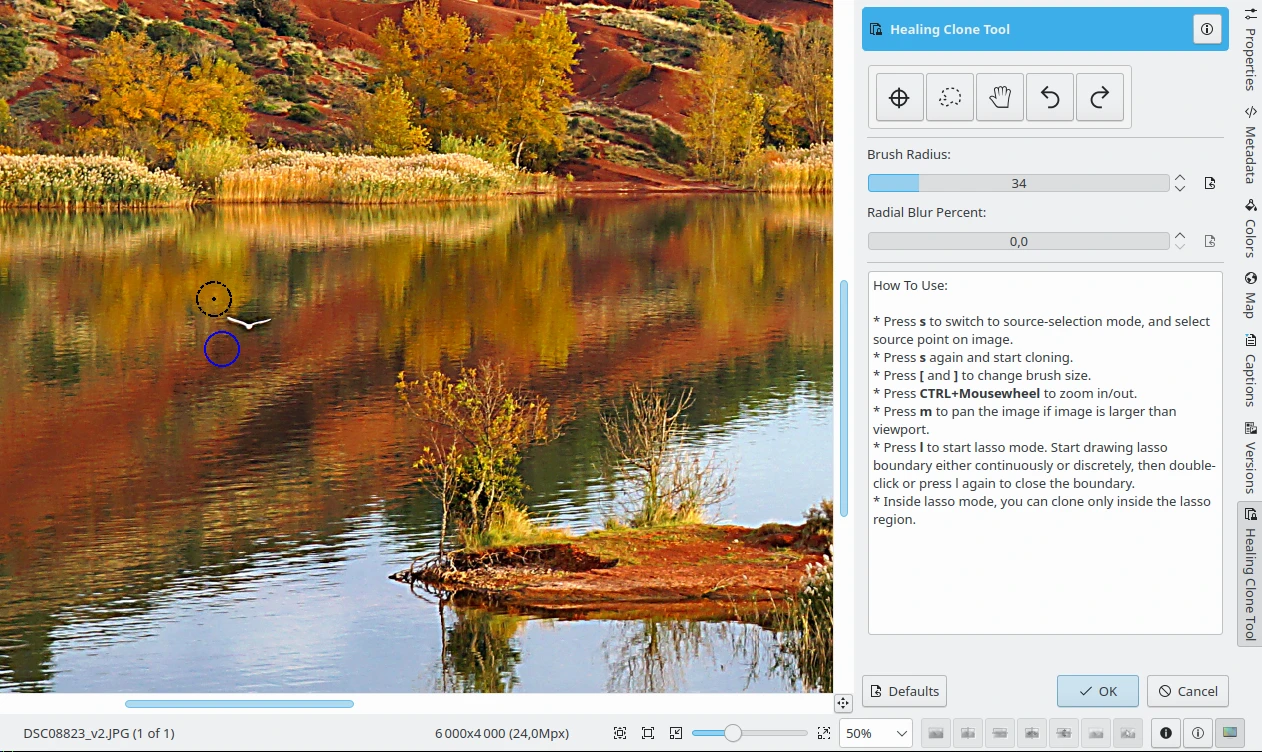 Healing Clone Tool
Brush Radius:
34
Radial Blur Percent:
0,0
How To Use:
* Press s to switch to source-selection mode, and select
source point on image.
* Press s again and start cloning.
* Press [ and ] to change brush size.
* Press CTRL+Mousewheel to zoom in/out.
* Press m to pan the image if image is larger than
viewport.
* Press l to start lasso mode. Start drawing lasso
boundary either continuously or discretely, then double-
click or press l again to close the boundary.
* Inside lasso mode, you can clone only inside the lasso
region.
Defaults
OK
Cancel
Properties
Metadata
Colors
Map
Captions
Versions
Healing Clone Tool
DSC08823_v2.JPG (1 of 1)
6 000x4 000 (24,0Mpx)
50%